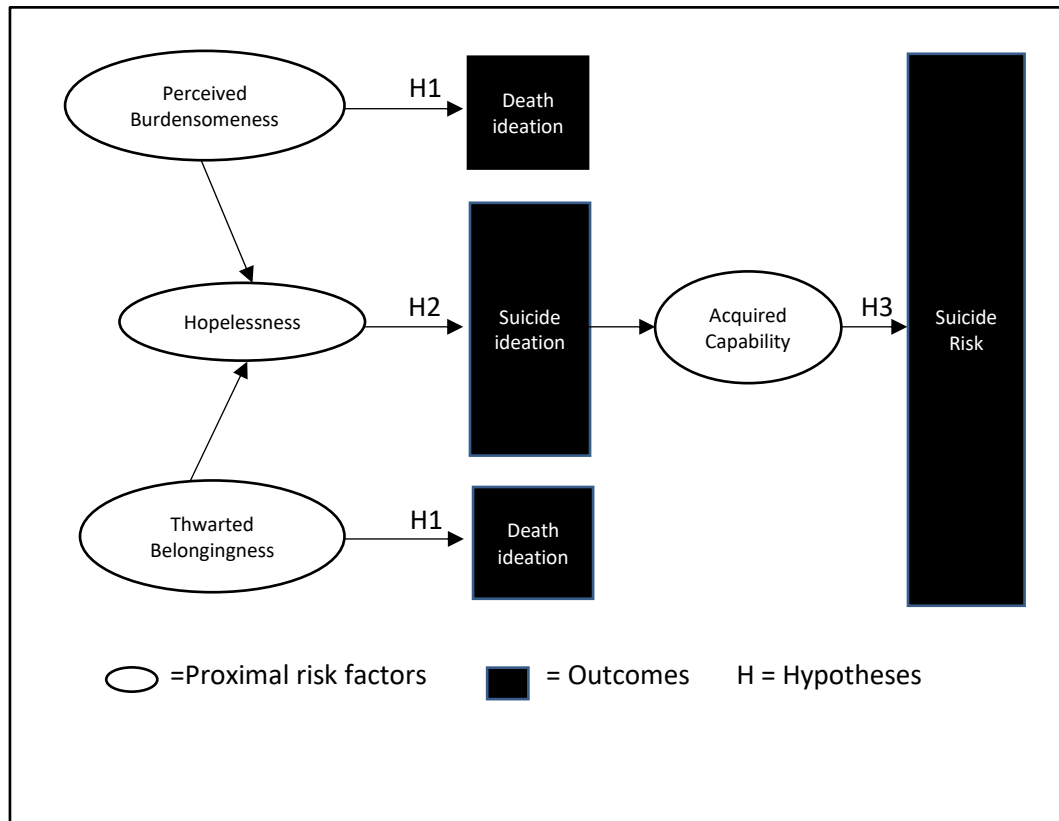 Perceived
Burdensomeness
H1
Death
ideation
Hopelessness
H2
Suicide
ideation
Acquired
Capability
H3
Suicide
Risk
Thwarted
Belongingness
H1
Death
ideation
=Proximal risk factors
= Outcomes
H = Hypotheses